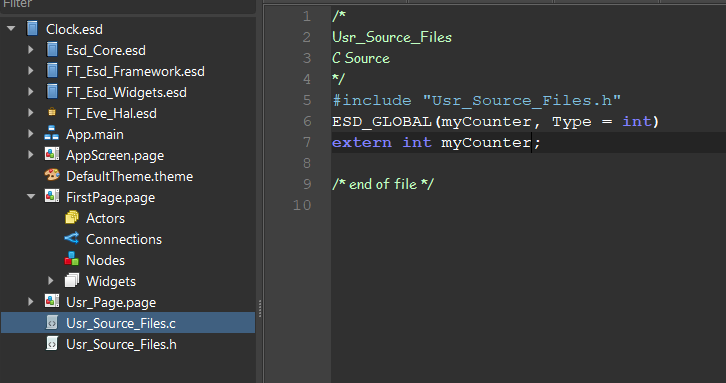 Filter
Clock.esd
Esd_Core.esd
FT_Esd_Framework.esd
FT_Esd_Widgets.esd
FT_Eve_Hal.esd
App.main
AppScreen.page
DefaultTheme.theme
FirstPage.page
Actors
Connections
Nodes
Widgets
Usr_Page.page
Usr_Source_Files.c
Usr_Source_Files.h
1 /*
2 Usr_Source_Files
3 C Source
4 */
5 #include "Usr_Source_Files.h"
6 ESD_GLOBAL(myCounter, Type = int)
7 extern int myCounter;
8
9 /* end of file */
10